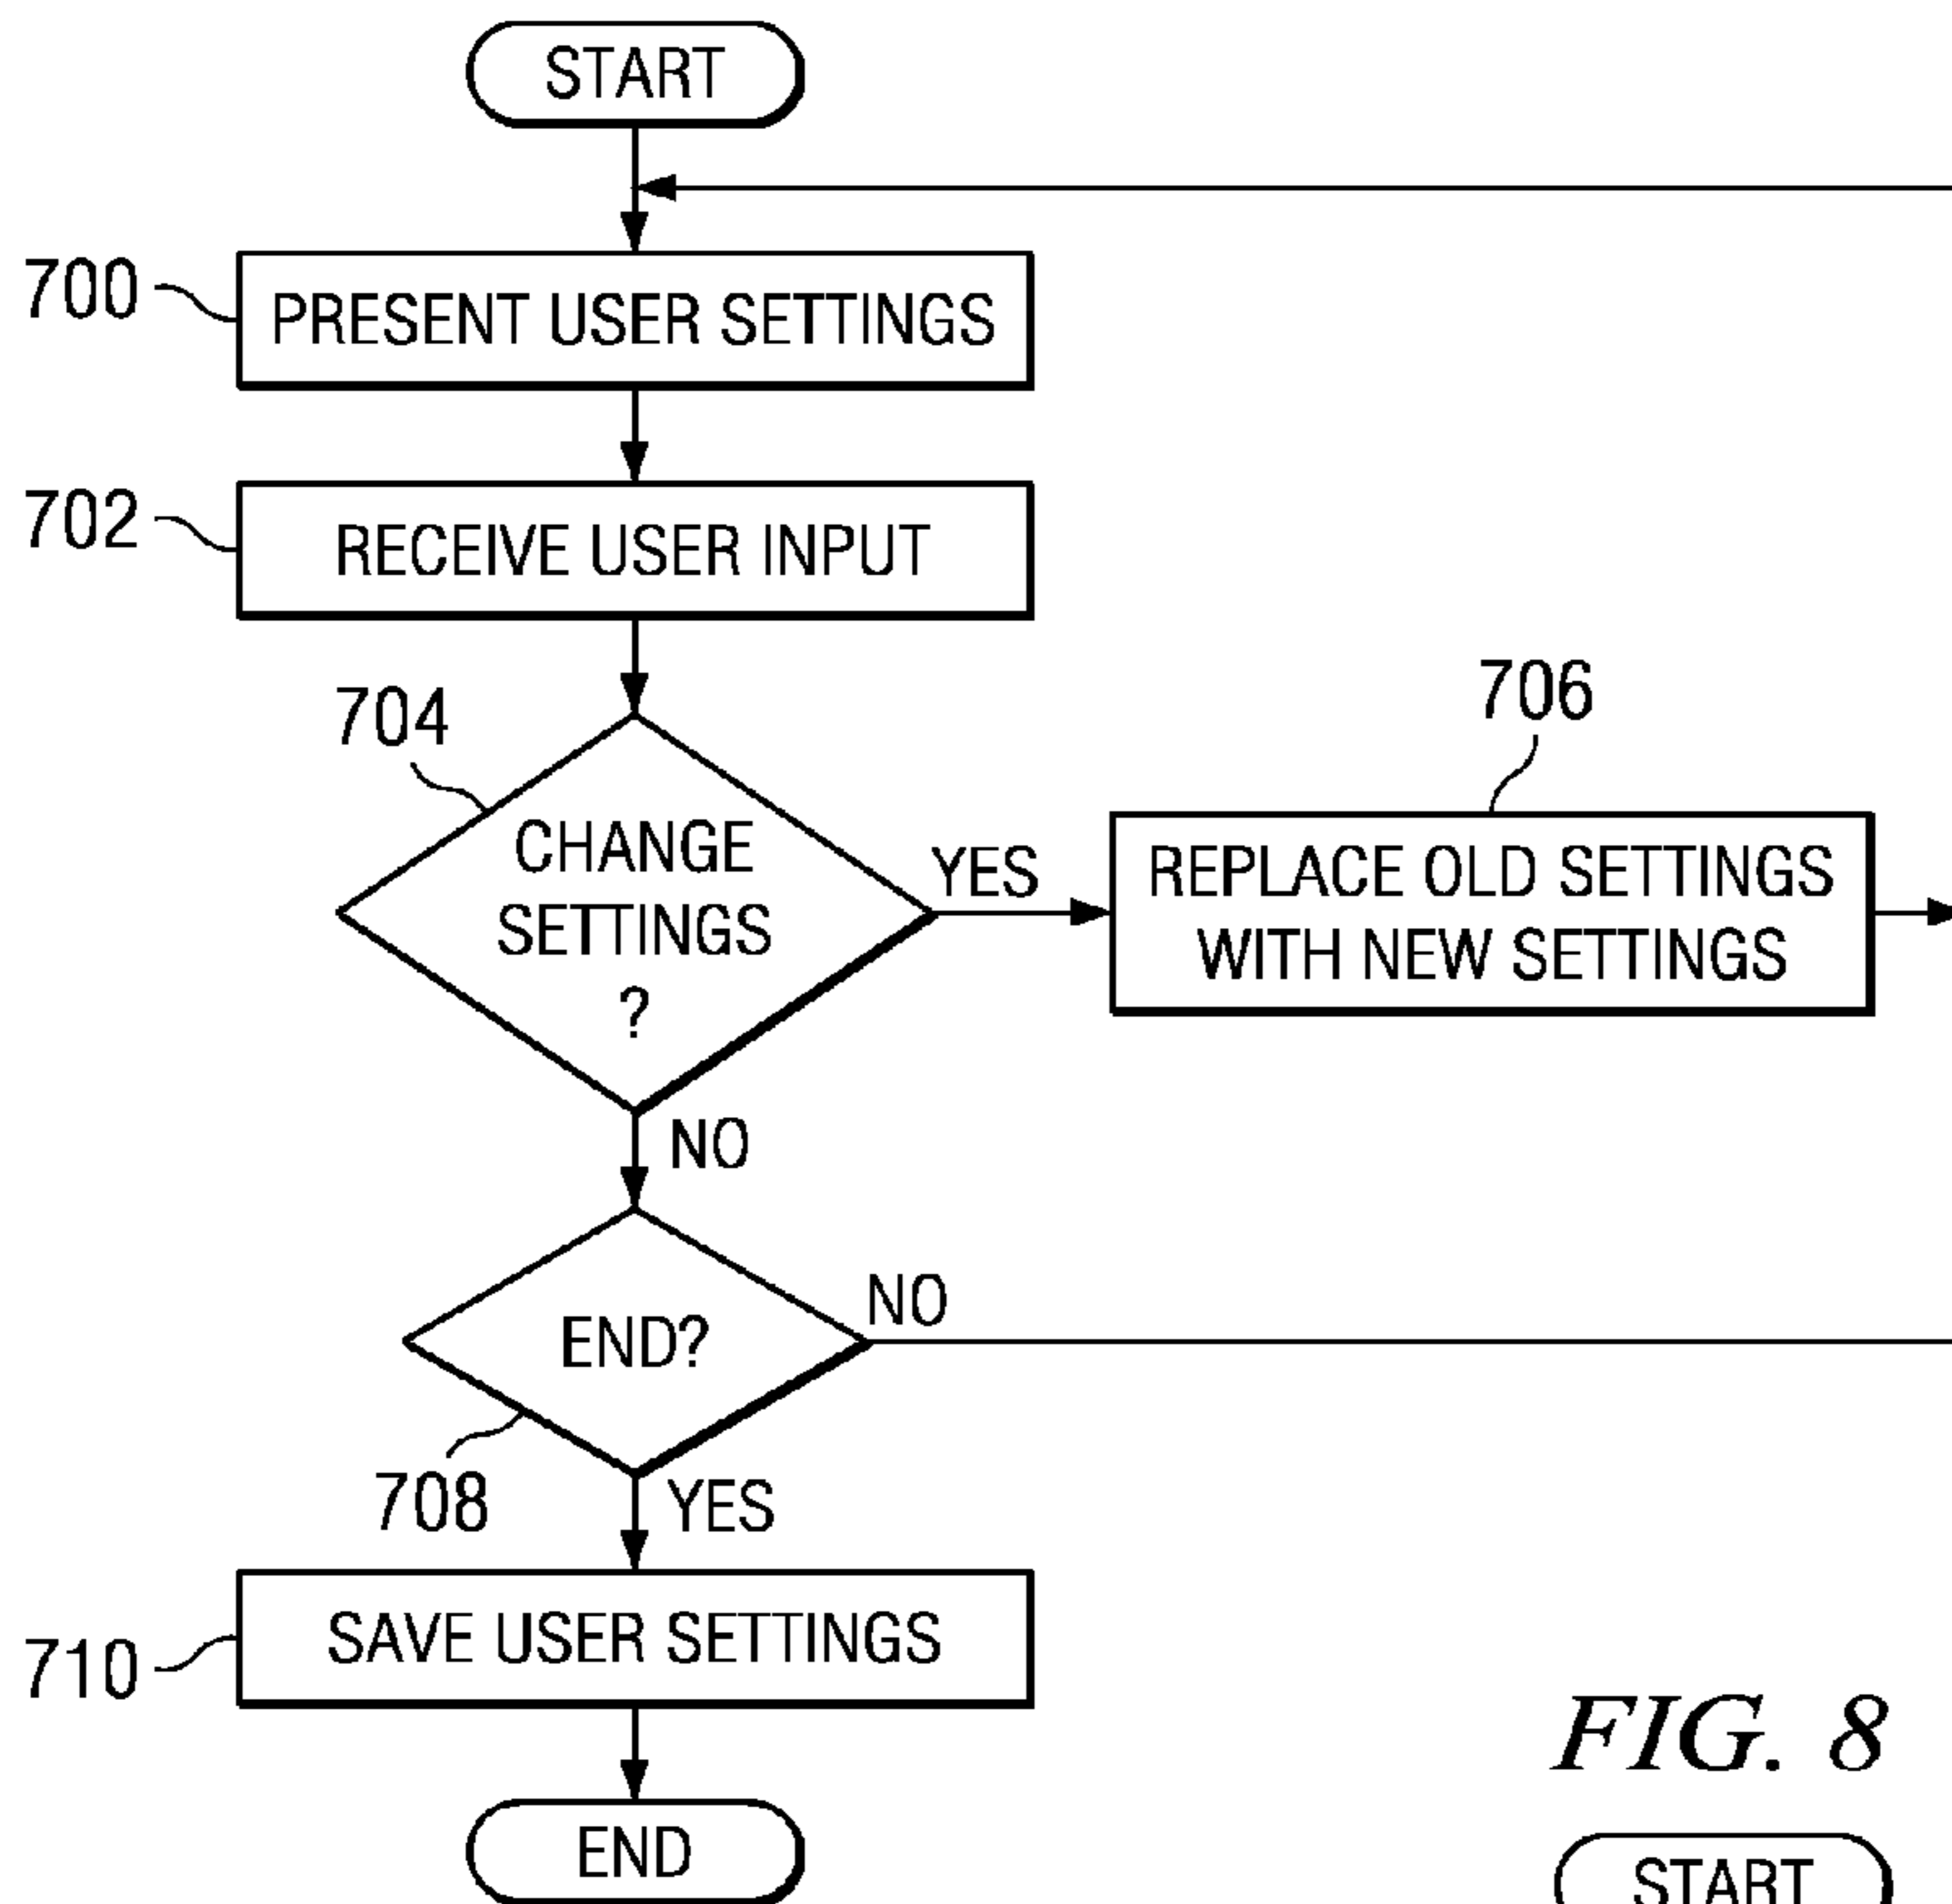 START
700
PRESENT USER SETTINGS
702
RECEIVE USER INPUT
704
706
CHANGE
SETTINGS
?
YES
REPLACE OLD SETTINGS
WITH NEW SETTINGS
NO
END?
NO
708
YES
710
SAVE USER SETTINGS
END
FIG. 8
START